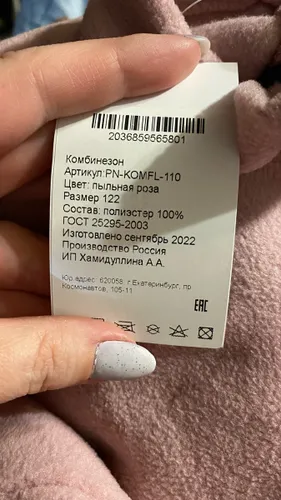 2036859565801
Комбинезон
Артикул:PN-KOMFL-110
Цвет: пыльная роза
Размер 122
Состав: полиэстер 100%
ГОСТ 25295-2003
Изготовлено сентябрь 2022
Производство Россия
ИП Хамидуллина А.А.
Юр.адрес: 620058, г.Екатеринбург, пр.
Космонавтов, 105-11
EAC